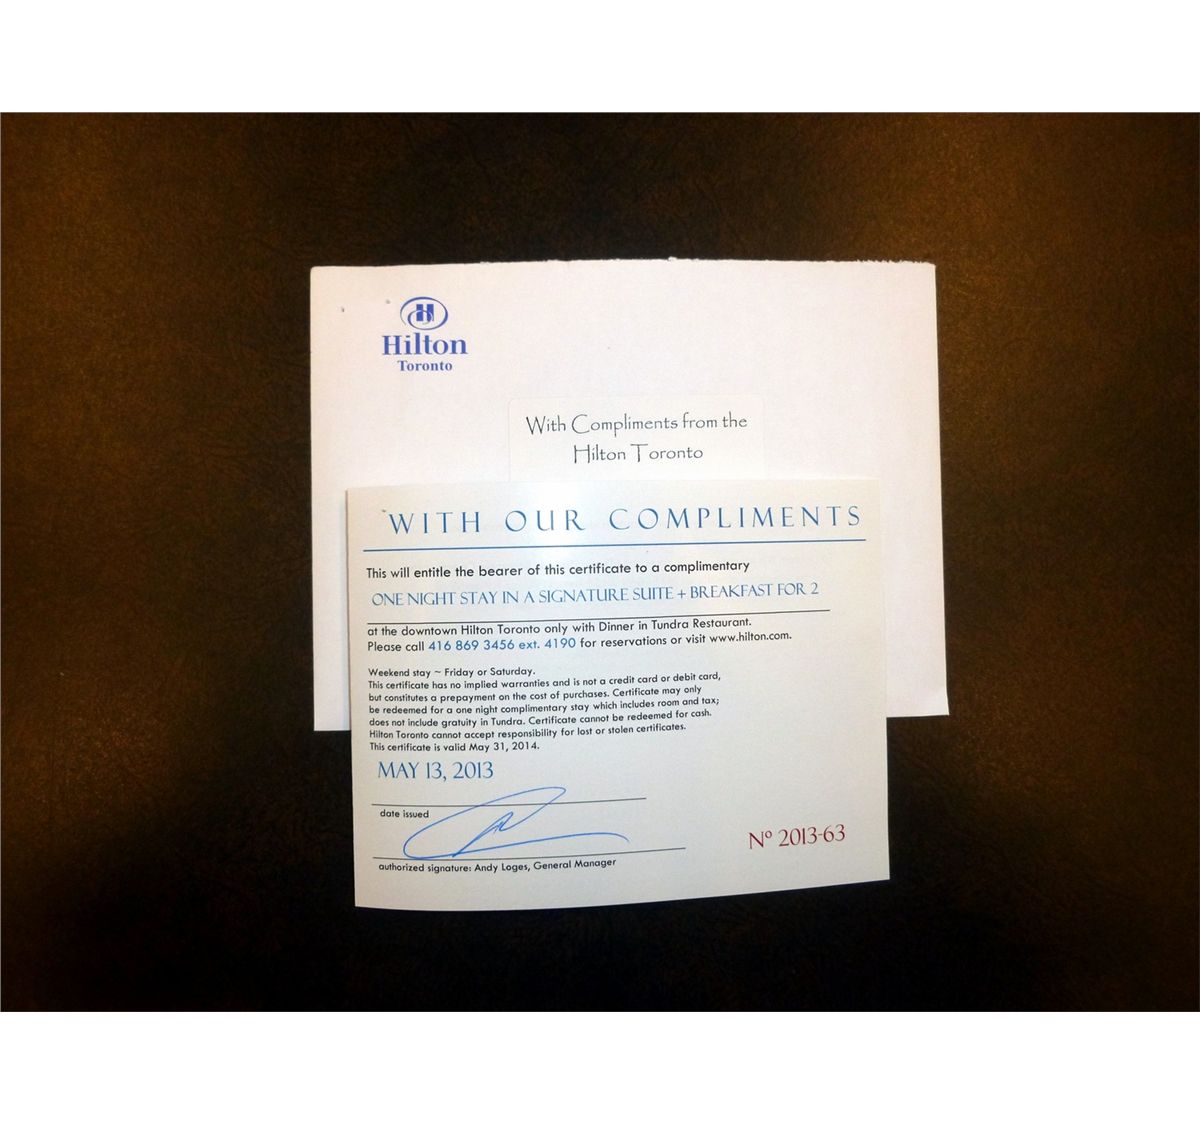 Hilton
Toronto
With Compliments from the
Hilton Toronto
WITH OUR COMPLIMENTS
This will entitle the bearer of this certificate to a complimentary
ONE NIGHT STAY IN A SIGNATURE SUITE + BREAKFAST FOR 2
at the downtown Hilton Toronto only with Dinner in Tundra Restaurant.
Please call 416 869 3456 ext. 4190 for reservations or visit www.hilton.com.
Weekend stay ~ Friday or Saturday.
This certificate has no implied warranties and is not a credit card or debit card,
but constitutes a prepayment on the cost of purchases. Certificate may only
be redeemed for a one night complimentary stay which includes room and tax;
does not include gratuity in Tundra. Certificate cannot be redeemed for cash.
Hilton Toronto cannot accept responsibility for lost or stolen certificates.
This certificate is valid May 31, 2014.
MAY 13, 2013
date issued
authorized signature: Andy Loges, General Manager
Nº 2013-63